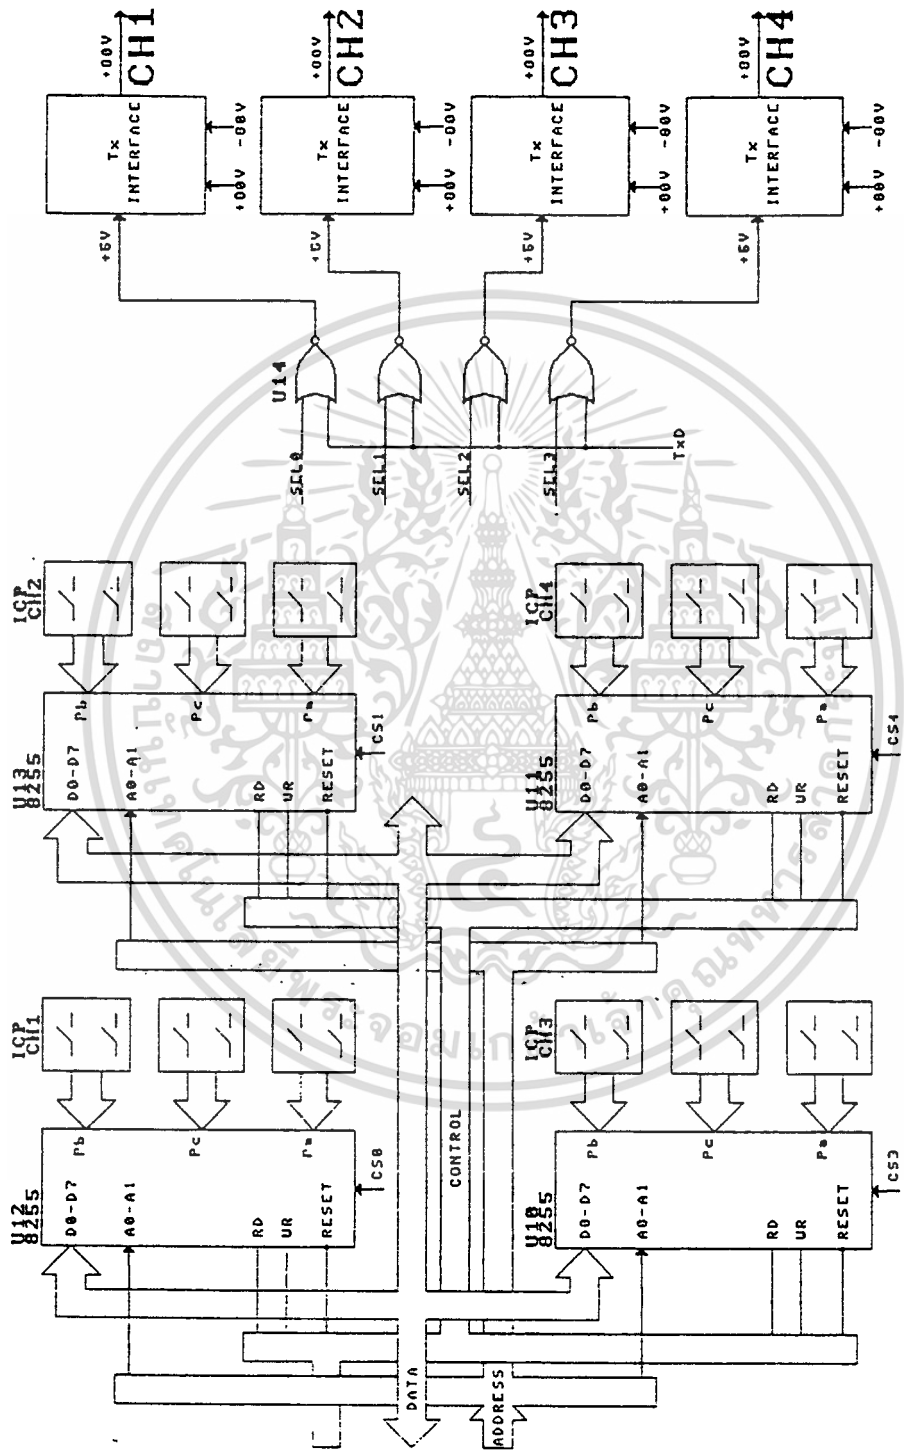 U12
8255
D0-D7
A0-A1
RD
UR
RESET
Pb
Pc
Pa
CS0
ICP
CH1
U13
8255
D0-D7
A0-A1
RD
UR
RESET
Pb
Pc
Pa
CS1
ICP
CH2
DATA
CONTROL
ADDRESS
U10
8255
D0-D7
A0-A1
RD
UR
RESET
Pb
Pc
Pa
CS3
ICP
CH3
U11
8255
D0-D7
A0-A1
RD
UR
RESET
Pb
Pc
Pa
CS4
ICP
CH4
U14
SEL0
SEL1
SEL2
SEL3
TxD
+5V
Tx
INTERFACE
+00V
-00V
+00V
CH1
+5V
Tx
INTERFACE
+00V
-00V
+00V
CH2
+5V
Tx
INTERFACE
+00V
-00V
+00V
CH3
+5V
Tx
INTERFACE
+00V
-00V
+00V
CH4